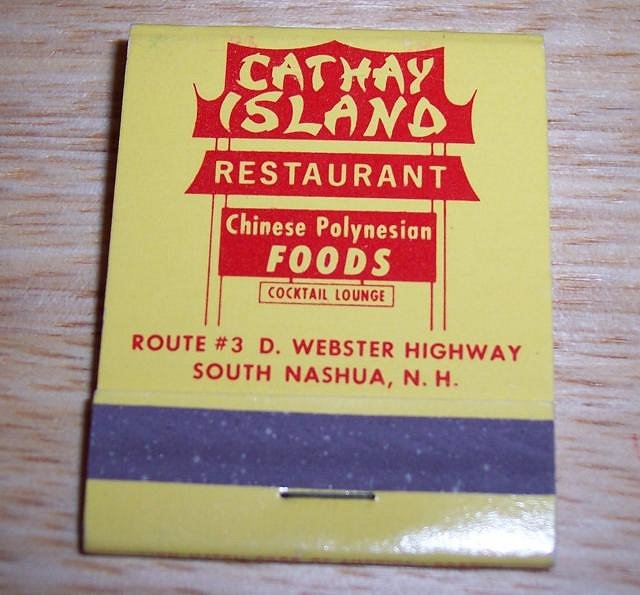 CATHAY
ISLAND
RESTAURANT
Chinese Polynesian
FOODS
COCKTAIL LOUNGE
ROUTE #3 D. WEBSTER HIGHWAY
SOUTH NASHUA, N. H.